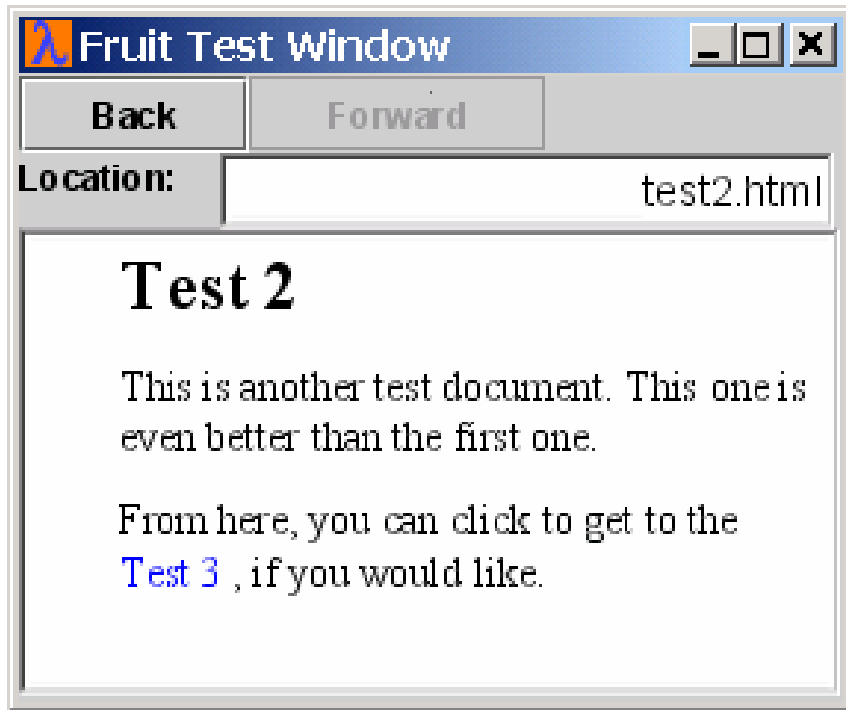 λ Fruit Test Window
Back Forward
Location: test2.html
Test 2
This is another test document. This one is
even better than the first one.
From here, you can click to get to the
Test 3 , if you would like.